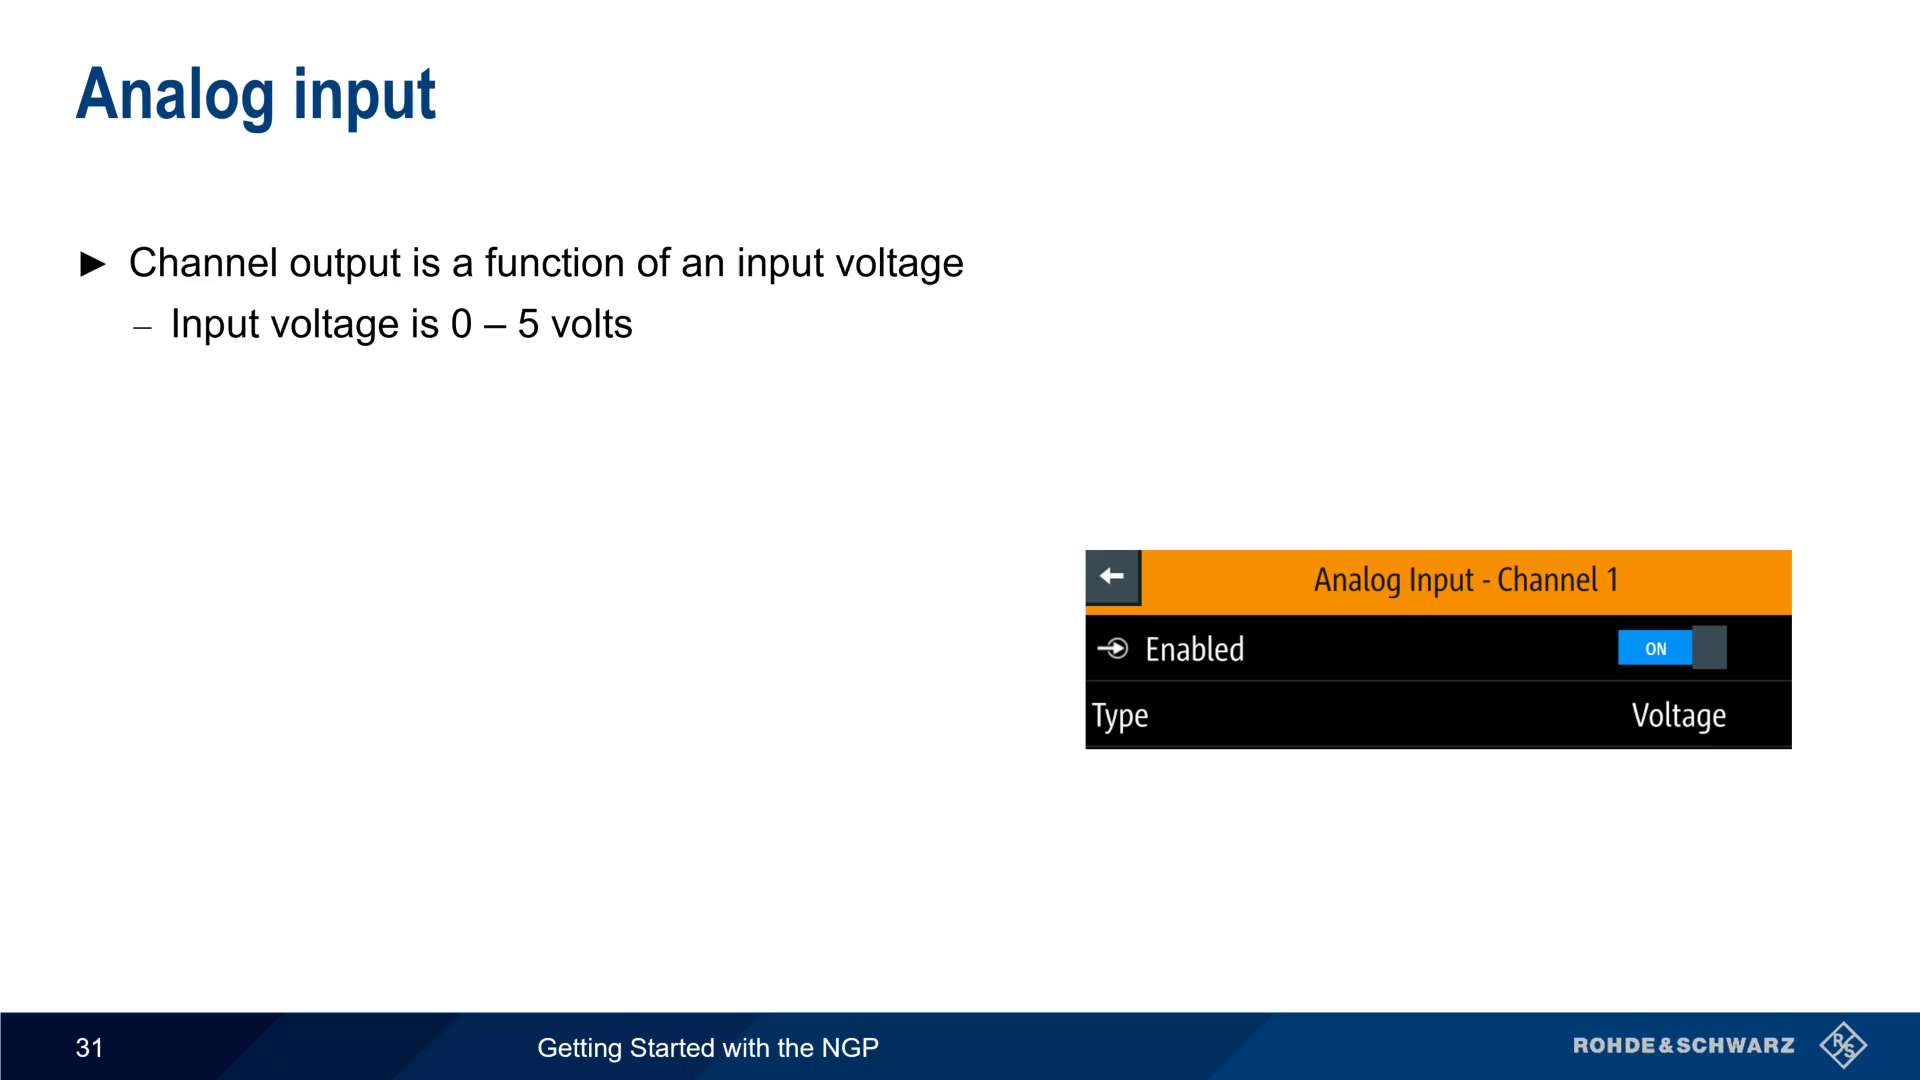 Analog input
► Channel output is a function of an input voltage
– Input voltage is 0 – 5 volts
Analog Input - Channel 1
Enabled ON
Type Voltage
31 Getting Started with the NGP ROHDE&SCHWARZ R&S